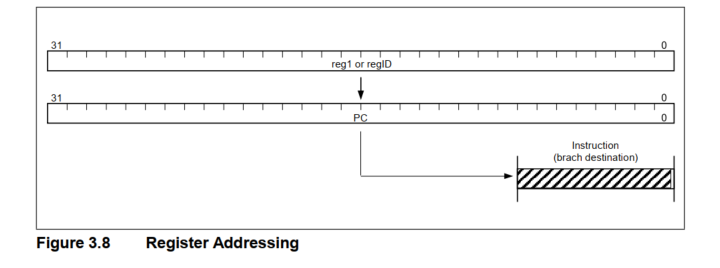 31 0
reg1 or regID
31 0
PC 0
Instruction
(brach destination)
Figure 3.8 Register Addressing